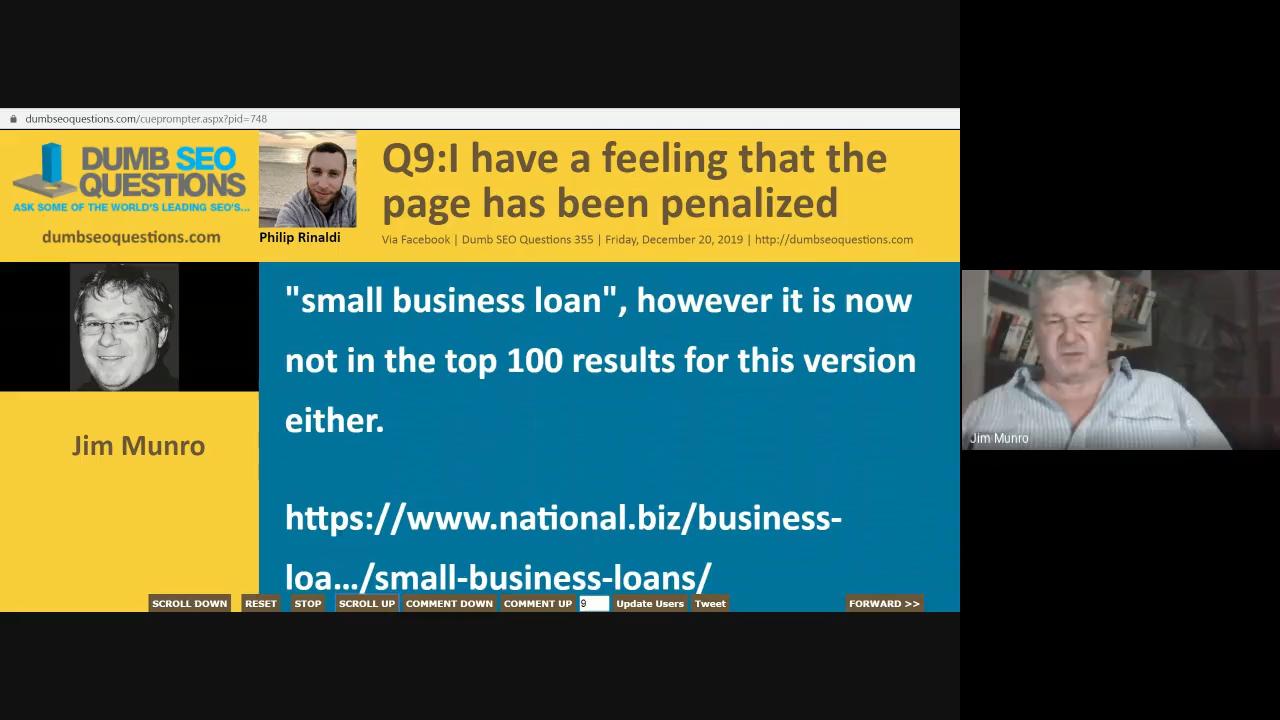 dumbseoquestions.com/cueprompter.aspx?pid=748
DUMB SEO
QUESTIONS
ASK SOME OF THE WORLD'S LEADING SEO'S...
dumbseoquestions.com
Philip Rinaldi
Q9:I have a feeling that the
page has been penalized
Via Facebook | Dumb SEO Questions 355 | Friday, December 20, 2019 | http://dumbseoquestions.com
Jim Munro
"small business loan", however it is now
not in the top 100 results for this version
either.
https://www.national.biz/business-
loa.../small-business-loans/
SCROLL DOWN RESET STOP SCROLL UP COMMENT DOWN COMMENT UP 9 Update Users Tweet FORWARD >>
Jim Munro